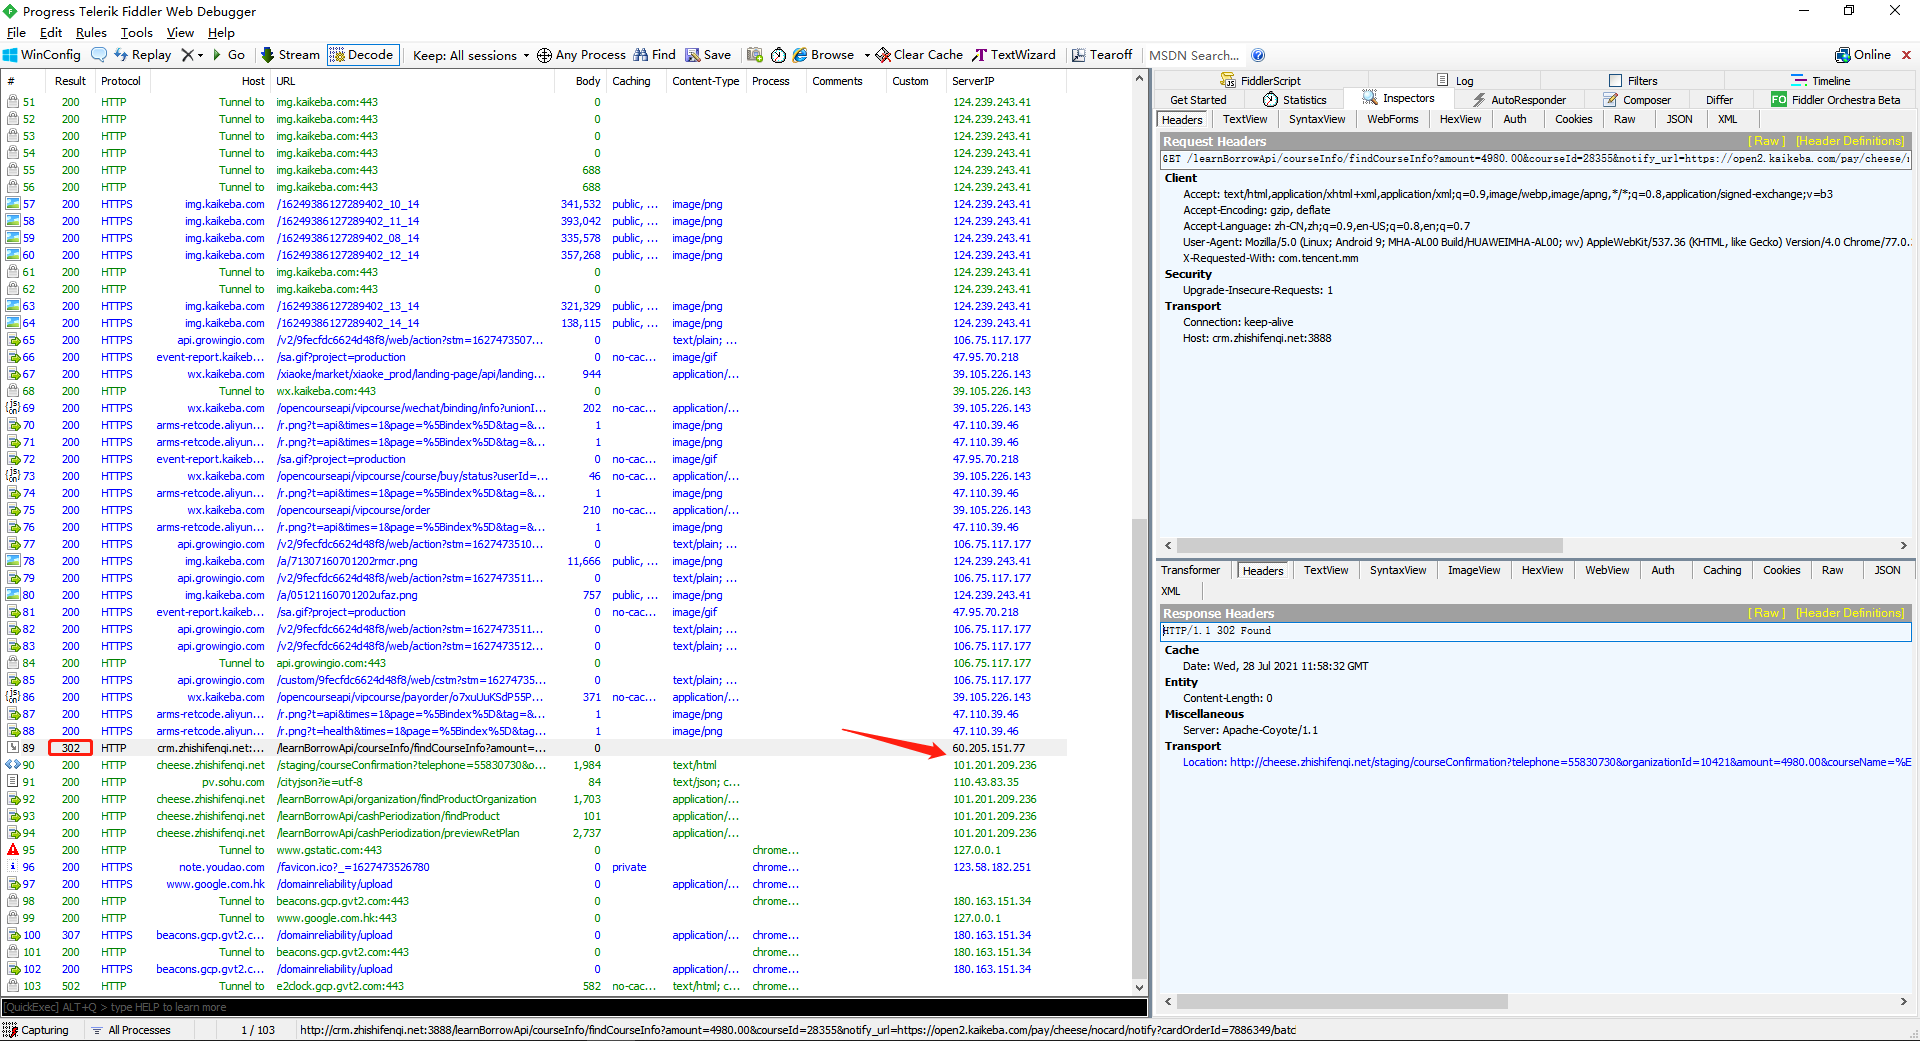 Progress Telerik Fiddler Web Debugger
File Edit Rules Tools View Help
WinConfig Replay Go Stream Decode Keep: All sessions Any Process Find Save Browse Clear Cache TextWizard Tearoff MSDN Search... Online
# Result Protocol Host URL Body Caching Content-Type Process Comments Custom ServerIP
51 200 HTTP Tunnel to img.kaikeba.com:443 0 124.239.243.41
52 200 HTTP Tunnel to img.kaikeba.com:443 0 124.239.243.41
53 200 HTTP Tunnel to img.kaikeba.com:443 0 124.239.243.41
54 200 HTTP Tunnel to img.kaikeba.com:443 0 124.239.243.41
55 200 HTTP Tunnel to img.kaikeba.com:443 688 124.239.243.41
56 200 HTTP Tunnel to img.kaikeba.com:443 688 124.239.243.41
57 200 HTTPS img.kaikeba.com /16249386127289402_10_14 341,532 public, ... image/png 124.239.243.41
58 200 HTTPS img.kaikeba.com /16249386127289402_11_14 393,042 public, ... image/png 124.239.243.41
59 200 HTTPS img.kaikeba.com /16249386127289402_08_14 335,578 public, ... image/png 124.239.243.41
60 200 HTTPS img.kaikeba.com /16249386127289402_12_14 357,268 public, ... image/png 124.239.243.41
61 200 HTTP Tunnel to img.kaikeba.com:443 0 124.239.243.41
62 200 HTTP Tunnel to img.kaikeba.com:443 0 124.239.243.41
63 200 HTTPS img.kaikeba.com /16249386127289402_13_14 321,329 public, ... image/png 124.239.243.41
64 200 HTTPS img.kaikeba.com /16249386127289402_14_14 138,115 public, ... image/png 124.239.243.41
65 200 HTTPS api.growingio.com /v2/9fecfdc6624d48f8/web/action?stm=1627473507... 0 text/plain; ... 106.75.117.177
66 200 HTTPS event-report.kaikeb... /sa.gif?project=production 0 no-cac... image/gif 47.95.70.218
67 200 HTTPS wx.kaikeba.com /xiaoke/market/xiaoke_prod/landing-page/api/landing... 944 application/... 39.105.226.143
68 200 HTTP Tunnel to wx.kaikeba.com:443 0 39.105.226.143
69 200 HTTPS wx.kaikeba.com /opencourseapi/vipcourse/wechat/binding/info?unionI... 202 no-cac... application/... 39.105.226.143
70 200 HTTPS arms-retcode.aliyun... /r.png?t=api&times=1&page=%5Bindex%5D&tag=&... 1 image/png 47.110.39.46
71 200 HTTPS arms-retcode.aliyun... /r.png?t=api&times=1&page=%5Bindex%5D&tag=&... 1 image/png 47.110.39.46
72 200 HTTPS event-report.kaikeb... /sa.gif?project=production 0 no-cac... image/gif 47.95.70.218
73 200 HTTPS wx.kaikeba.com /opencourseapi/vipcourse/course/buy/status?userId=... 46 no-cac... application/... 39.105.226.143
74 200 HTTPS arms-retcode.aliyun... /r.png?t=api&times=1&page=%5Bindex%5D&tag=&... 1 image/png 47.110.39.46
75 200 HTTPS wx.kaikeba.com /opencourseapi/vipcourse/order 210 no-cac... application/... 39.105.226.143
76 200 HTTPS arms-retcode.aliyun... /r.png?t=api&times=1&page=%5Bindex%5D&tag=&... 1 image/png 47.110.39.46
77 200 HTTPS api.growingio.com /v2/9fecfdc6624d48f8/web/action?stm=1627473510... 0 text/plain; ... 106.75.117.177
78 200 HTTPS img.kaikeba.com /a/71307160701202rmcr.png 11,666 public, ... image/png 124.239.243.41
79 200 HTTPS api.growingio.com /v2/9fecfdc6624d48f8/web/action?stm=1627473511... 0 text/plain; ... 106.75.117.177
80 200 HTTPS img.kaikeba.com /a/05121160701202ufaz.png 757 public, ... image/png 124.239.243.41
81 200 HTTPS event-report.kaikeb... /sa.gif?project=production 0 no-cac... image/gif 47.95.70.218
82 200 HTTPS api.growingio.com /v2/9fecfdc6624d48f8/web/action?stm=1627473511... 0 text/plain; ... 106.75.117.177
83 200 HTTPS api.growingio.com /v2/9fecfdc6624d48f8/web/action?stm=1627473512... 0 text/plain; ... 106.75.117.177
84 200 HTTP Tunnel to api.growingio.com:443 0 106.75.117.177
85 200 HTTPS api.growingio.com /custom/9fecfdc6624d48f8/web/cstm?stm=16274735... 0 text/plain; ... 106.75.117.177
86 200 HTTPS wx.kaikeba.com /opencourseapi/vipcourse/payorder/o7xuUuKSdP55P... 371 no-cac... application/... 39.105.226.143
87 200 HTTPS arms-retcode.aliyun... /r.png?t=api&times=1&page=%5Bindex%5D&tag=&... 1 image/png 47.110.39.46
88 200 HTTPS arms-retcode.aliyun... /r.png?t=health&times=1&page=%5Bindex%5D&tag... 1 image/png 47.110.39.46
89 302 HTTP crm.zhishifenqi.net:... /learnBorrowApi/courseInfo/findCourseInfo?amount=... 0 60.205.151.77
90 200 HTTP cheese.zhishifenqi.net /staging/courseConfirmation?telephone=55830730&o... 1,984 text/html 101.201.209.236
91 200 HTTP pv.sohu.com /cityjson?ie=utf-8 84 text/json; c... 110.43.83.35
92 200 HTTP cheese.zhishifenqi.net /learnBorrowApi/organization/findProductOrganization 1,703 application/... 101.201.209.236
93 200 HTTP cheese.zhishifenqi.net /learnBorrowApi/cashPeriodization/findProduct 101 application/... 101.201.209.236
94 200 HTTP cheese.zhishifenqi.net /learnBorrowApi/cashPeriodization/previewRetPlan 2,737 application/... 101.201.209.236
95 200 HTTP Tunnel to www.gstatic.com:443 0 chrome... 127.0.0.1
96 200 HTTPS note.youdao.com /favicon.ico?_=1627473526780 0 private chrome... 123.58.182.251
97 200 HTTPS www.google.com.hk /domainreliability/upload 0 application/... chrome...
98 200 HTTP Tunnel to beacons.gcp.gvt2.com:443 0 chrome... 180.163.151.34
99 200 HTTP Tunnel to www.google.com.hk:443 0 127.0.0.1
100 307 HTTPS beacons.gcp.gvt2.c... /domainreliability/upload 0 application/... chrome... 180.163.151.34
101 200 HTTP Tunnel to beacons.gcp.gvt2.com:443 0 chrome... 180.163.151.34
102 200 HTTPS beacons.gcp.gvt2.c... /domainreliability/upload 0 application/... chrome... 180.163.151.34
103 502 HTTP Tunnel to e2clock.gcp.gvt2.com:443 582 no-cac... text/html; c... chrome...
[QuickExec] ALT+Q > type HELP to learn more
Capturing All Processes 1 / 103 http://crm.zhishifenqi.net:3888/learnBorrowApi/courseInfo/findCourseInfo?amount=4980.00&courseId=28355&notify_url=https://open2.kaikeba.com/pay/cheese/nocard/notify?cardOrderId=7886349/batc
FiddlerScript Log Filters Timeline
Get Started Statistics Inspectors AutoResponder Composer Differ FO Fiddler Orchestra Beta
Headers TextView SyntaxView WebForms HexView Auth Cookies Raw JSON XML
Request Headers [ Raw ] [Header Definitions]
GET /learnBorrowApi/courseInfo/findCourseInfo?amount=4980.00&courseId=28355&notify_url=https://open2.kaikeba.com/pay/cheese/
Client
Accept: text/html,application/xhtml+xml,application/xml;q=0.9,image/webp,image/apng,*/*;q=0.8,application/signed-exchange;v=b3
Accept-Encoding: gzip, deflate
Accept-Language: zh-CN,zh;q=0.9,en-US;q=0.8,en;q=0.7
User-Agent: Mozilla/5.0 (Linux; Android 9; MHA-AL00 Build/HUAWEIMHA-AL00; wv) AppleWebKit/537.36 (KHTML, like Gecko) Version/4.0 Chrome/77.0.
X-Requested-With: com.tencent.mm
Security
Upgrade-Insecure-Requests: 1
Transport
Connection: keep-alive
Host: crm.zhishifenqi.net:3888
Transformer Headers TextView SyntaxView ImageView HexView WebView Auth Caching Cookies Raw JSON
XML
Response Headers [ Raw ] [Header Definitions]
HTTP/1.1 302 Found
Cache
Date: Wed, 28 Jul 2021 11:58:32 GMT
Entity
Content-Length: 0
Miscellaneous
Server: Apache-Coyote/1.1
Transport
Location: http://cheese.zhishifenqi.net/staging/courseConfirmation?telephone=55830730&organizationId=10421&amount=4980.00&courseName=%E